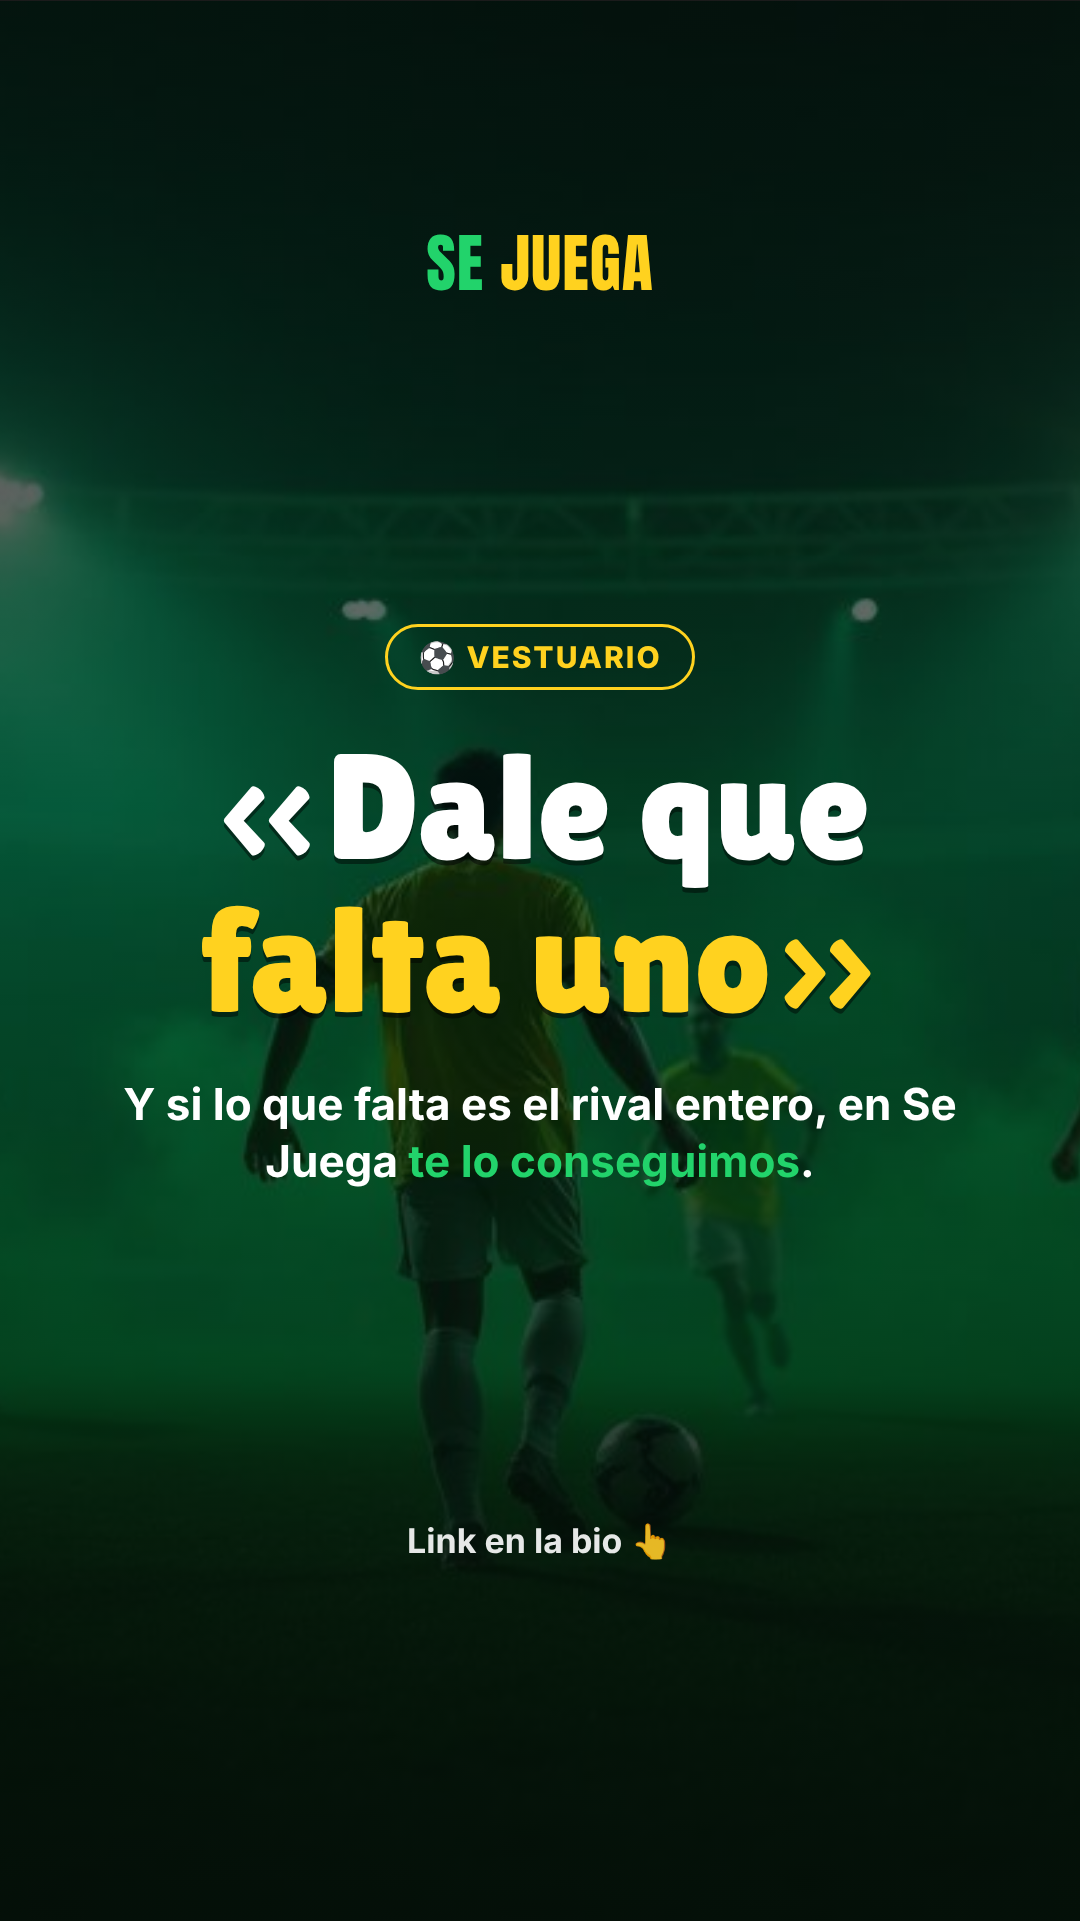 SE JUEGA
⚽ VESTUARIO
«Dale que
falta uno»
Y si lo que falta es el rival entero, en Se
Juega te lo conseguimos.
Link en la bio 👆